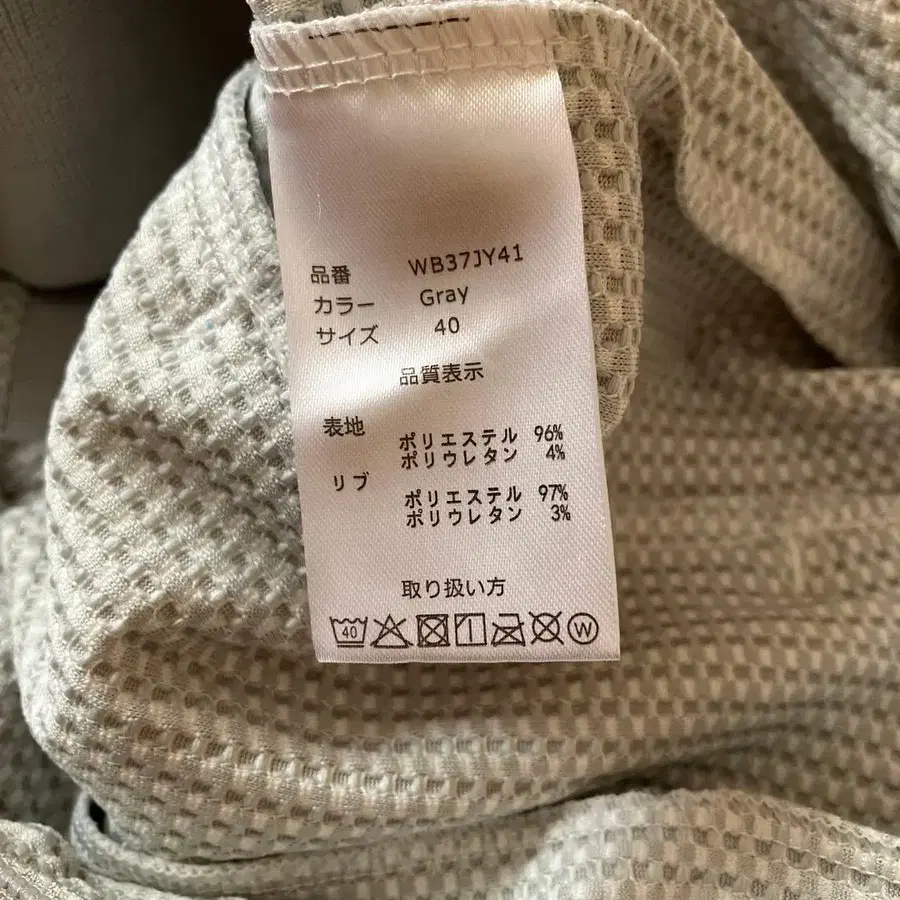 品番 WB37JY41
カラー Gray
サイズ 40
品質表示
表地
ポリエステル 96%
ポリウレタン 4%
リブ
ポリエステル 97%
ポリウレタン 3%
取り扱い方
40 W